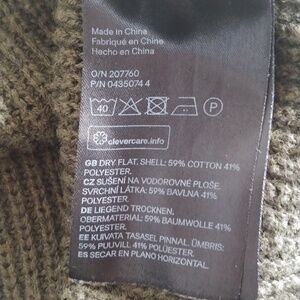 Made in China
Fabriqué en Chine
Hecho en China
O/N 207760
P/N 0435074 4
40 P
clevercare.info
GB DRY FLAT. SHELL: 59% COTTON 41%
POLYESTER.
CZ SUŠENÍ NA VODOROVNÉ PLOŠE.
SVRCHNÍ LÁTKA: 59% BAVLNA 41%
POLYESTER.
DE LIEGEND TROCKNEN.
OBERMATERIAL: 59% BAUMWOLLE 41%
POLYESTER.
EE KUIVATA TASASEL PINNAL. ÜMBRIS:
59% PUUVILL 41% POLÜESTER.
ES SECAR EN PLANO HORIZONTAL.